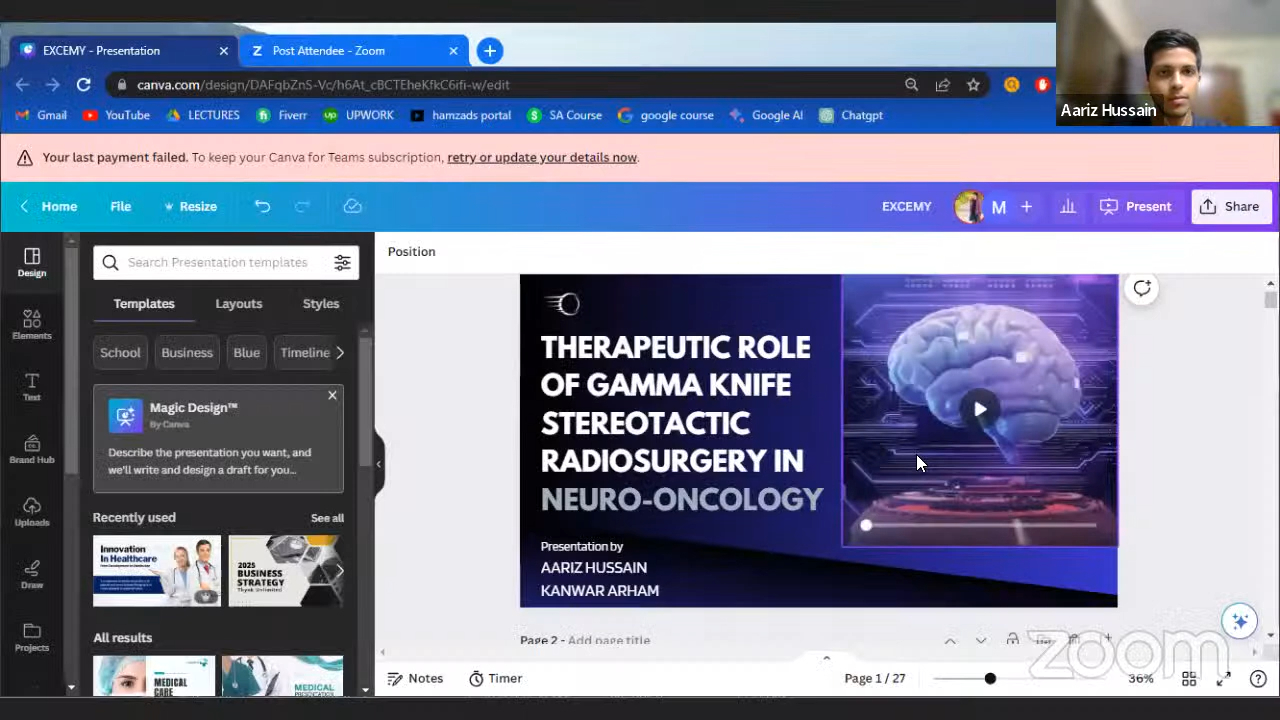 EXCEMY - Presentation
Post Attendee - Zoom
canva.com/design/DAFqbZnS-Vc/h6At_cBCTEheKfkC6ifi-w/edit
Aariz Hussain
Gmail
YouTube
LECTURES
Fiverr
UPWORK
hamzads portal
SA Course
google course
Google AI
Chatgpt
Your last payment failed. To keep your Canva for Teams subscription, retry or update your details now.
Home
File
Resize
EXCEMY
M
Present
Share
Design
Elements
Text
Brand Hub
Uploads
Draw
Projects
Search Presentation templates
Templates
Layouts
Styles
School
Business
Blue
Timeline
Magic Design™
By Canva
Describe the presentation you want, and
we'll write and design a draft for you...
Recently used
See all
Innovation
In Healthcare
2025
BUSINESS
STRATEGY
Thynk Unlimited
All results
MEDICAL
CARE
MEDICAL
Position
THERAPEUTIC ROLE
OF GAMMA KNIFE
STEREOTACTIC
RADIOSURGERY IN
NEURO-ONCOLOGY
Presentation by
AARIZ HUSSAIN
KANWAR ARHAM
Page 2 - Add page title
Notes
Timer
Page 1 / 27
36%
zoom